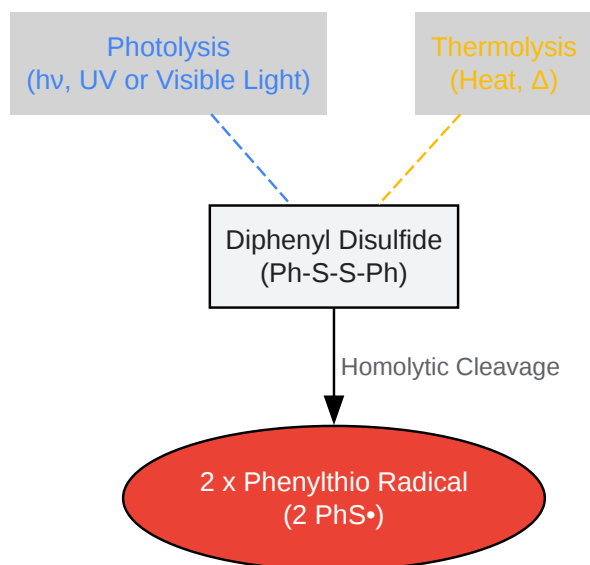 Photolysis
(hν, UV or Visible Light)
Thermolysis
(Heat, Δ)
Diphenyl Disulfide
(Ph-S-S-Ph)
Homolytic Cleavage
2 x Phenylthio Radical
(2 PhS•)